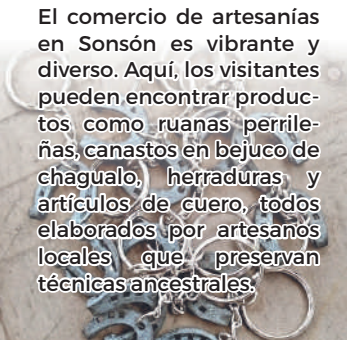 El comercio de artesanías
en Sonsón es vibrante y
diverso. Aquí, los visitantes
pueden encontrar produc-
tos como ruanas perrile-
ñas, canastos en bejuco de
chagualo, herraduras y
artículos de cuero, todos
elaborados por artesanos
locales que preservan
técnicas ancestrales.